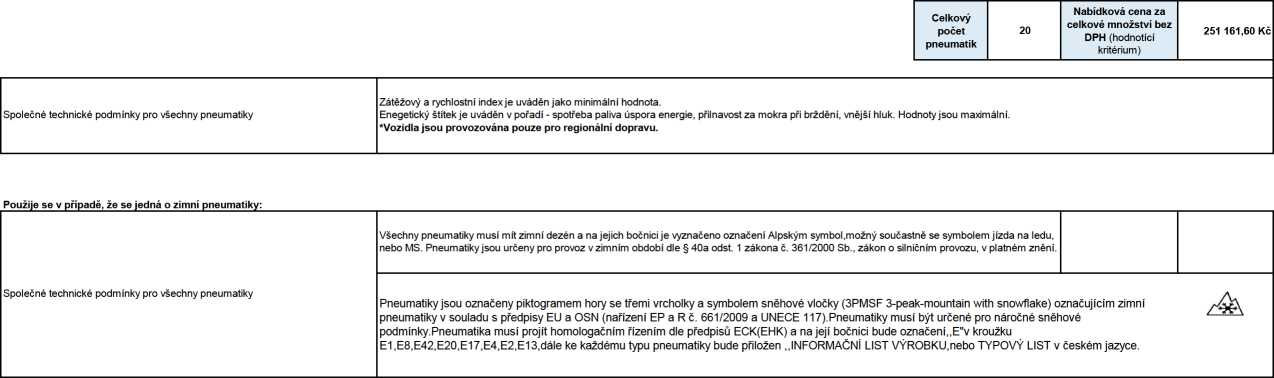 Celkový
počet
pneumatik
20
Nabídková cena za
celkové množství bez
DPH (hodnotící
kritérium)
251 161,60 Kč
Společné technické podmínky pro všechny pneumatiky
Zátěžový a rychlostní index je uváděn jako minimální hodnota.
Enegetický štítek je uváděn v pořadí - spotřeba paliva úspora energie, přilnavost za mokra při brždění, vnější hluk. Hodnoty jsou maximální.
*Vozidla jsou provozována pouze pro regionální dopravu.
Použije se v případě, že se jedná o zimní pneumatiky:
Společné technické podmínky pro všechny pneumatiky
Všechny pneumatiky musí mít zimní dezén a na jejich bočnici je vyznačeno označení Alpským symbol,možný součastně se symbolem jízda na ledu,
nebo MS. Pneumatiky jsou určeny pro provoz v zimním období dle § 40a odst. 1 zákona č. 361/2000 Sb., zákon o silničním provozu, v platném znění.
Pneumatiky jsou označeny piktogramem hory se třemi vrcholky a symbolem sněhové vločky (3PMSF 3-peak-mountain with snowflake) označujícím zimní
pneumatiky v souladu s předpisy EU a OSN (nařízení EP a R č. 661/2009 a UNECE 117).Pneumatiky musí být určené pro náročné sněhové
podmínky.Pneumatika musí projít homologačním řízením dle předpisů ECK(EHK) a na její bočnici bude označení,,E"v kroužku
E1,E8,E42,E20,E17,E4,E2,E13,dále ke každému typu pneumatiky bude přiložen ,,INFORMAČNÍ LIST VÝROBKU,nebo TYPOVÝ LIST v českém jazyce.